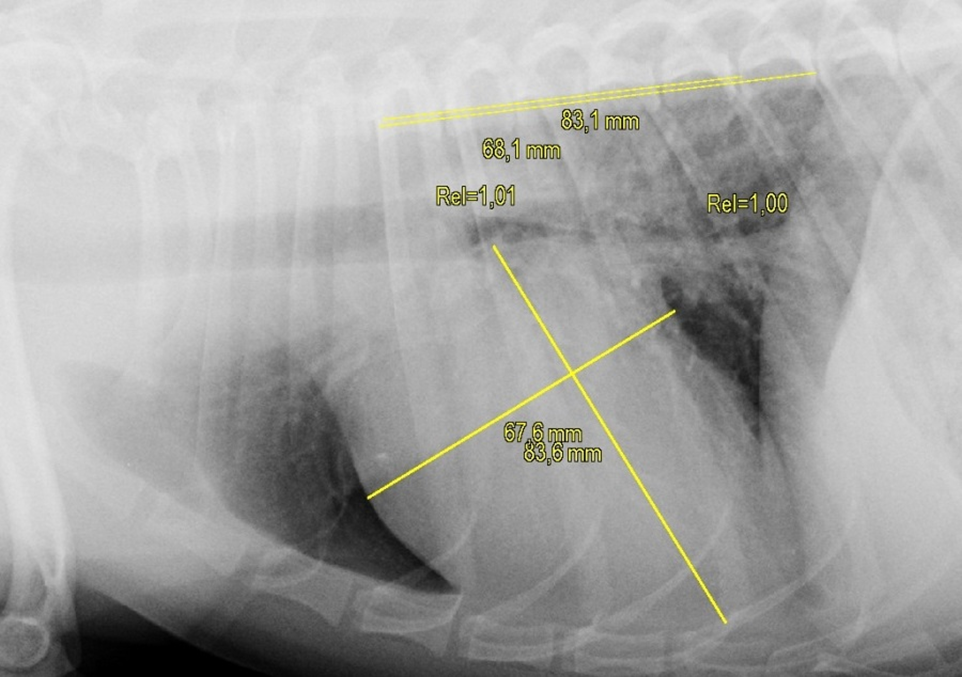 83,1 mm
68,1 mm
Rel=1,01
Rel=1,00
67,6 mm
83,6 mm